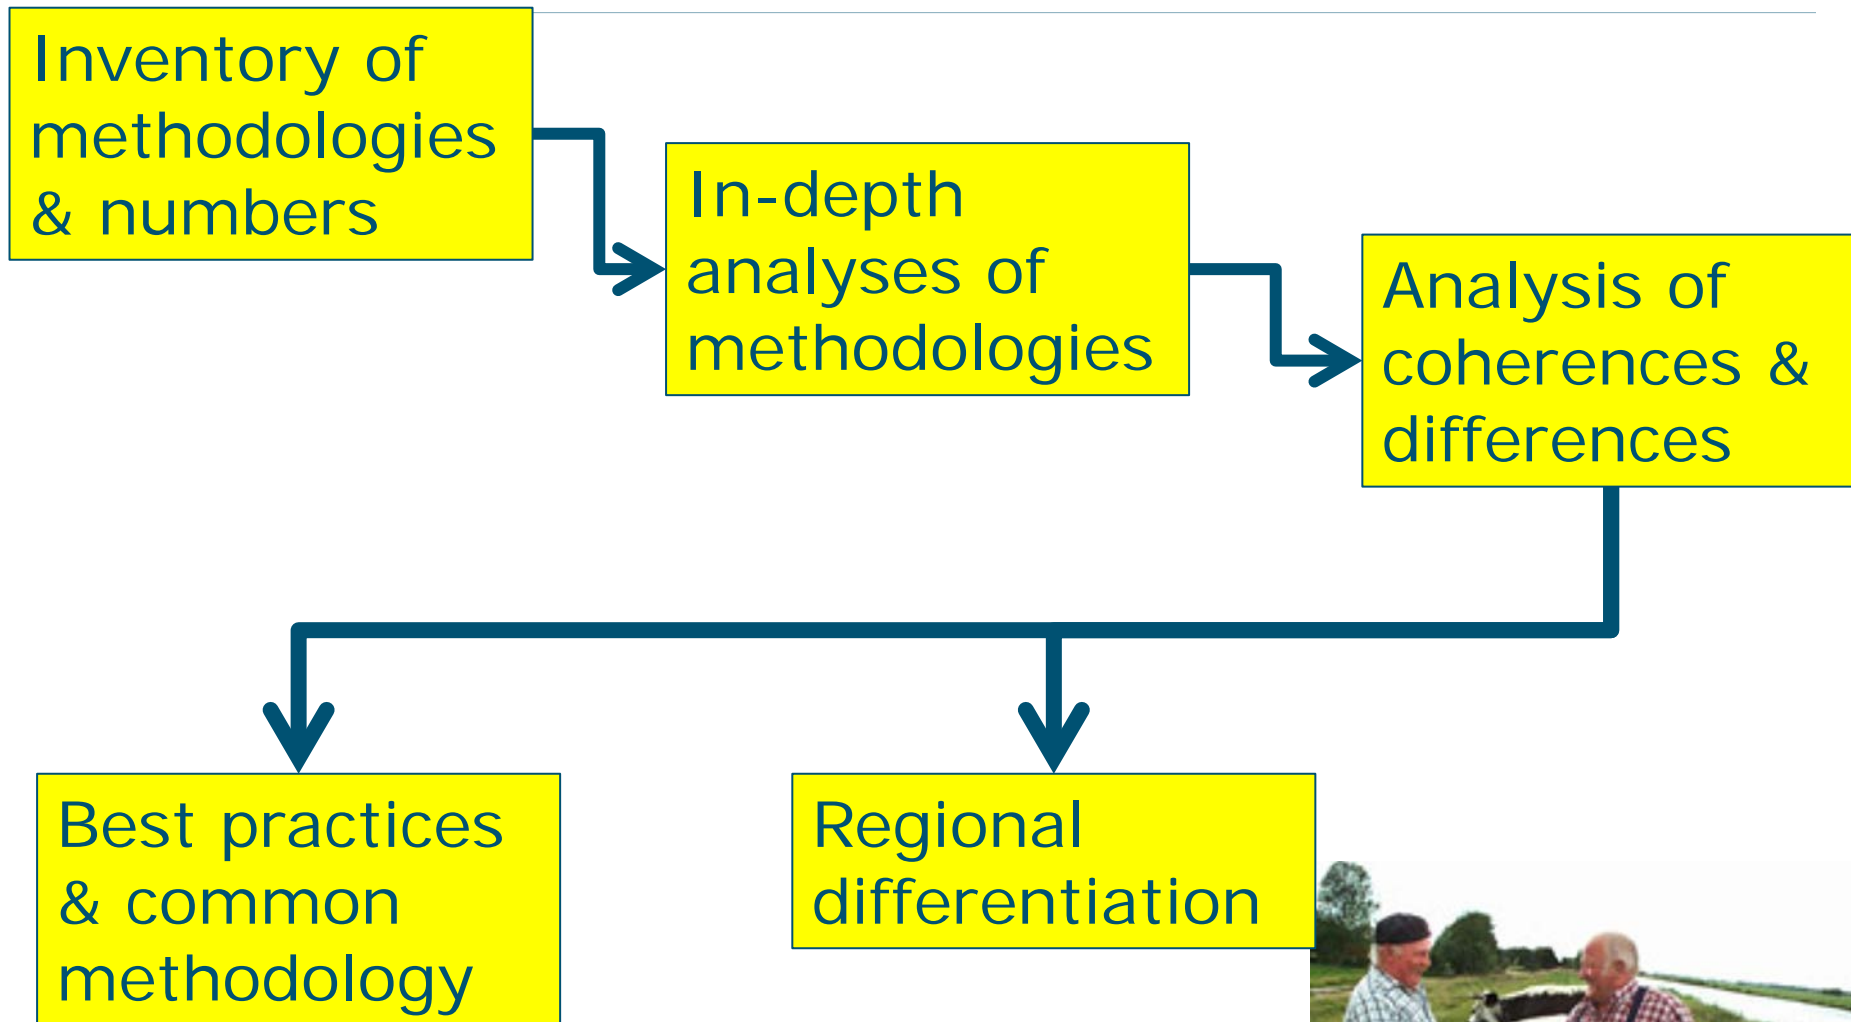 Inventory of
methodologies
& numbers
In-depth
analyses of
methodologies
Analysis of
coherences &
differences
Best practices
& common
methodology
Regional
differentiation